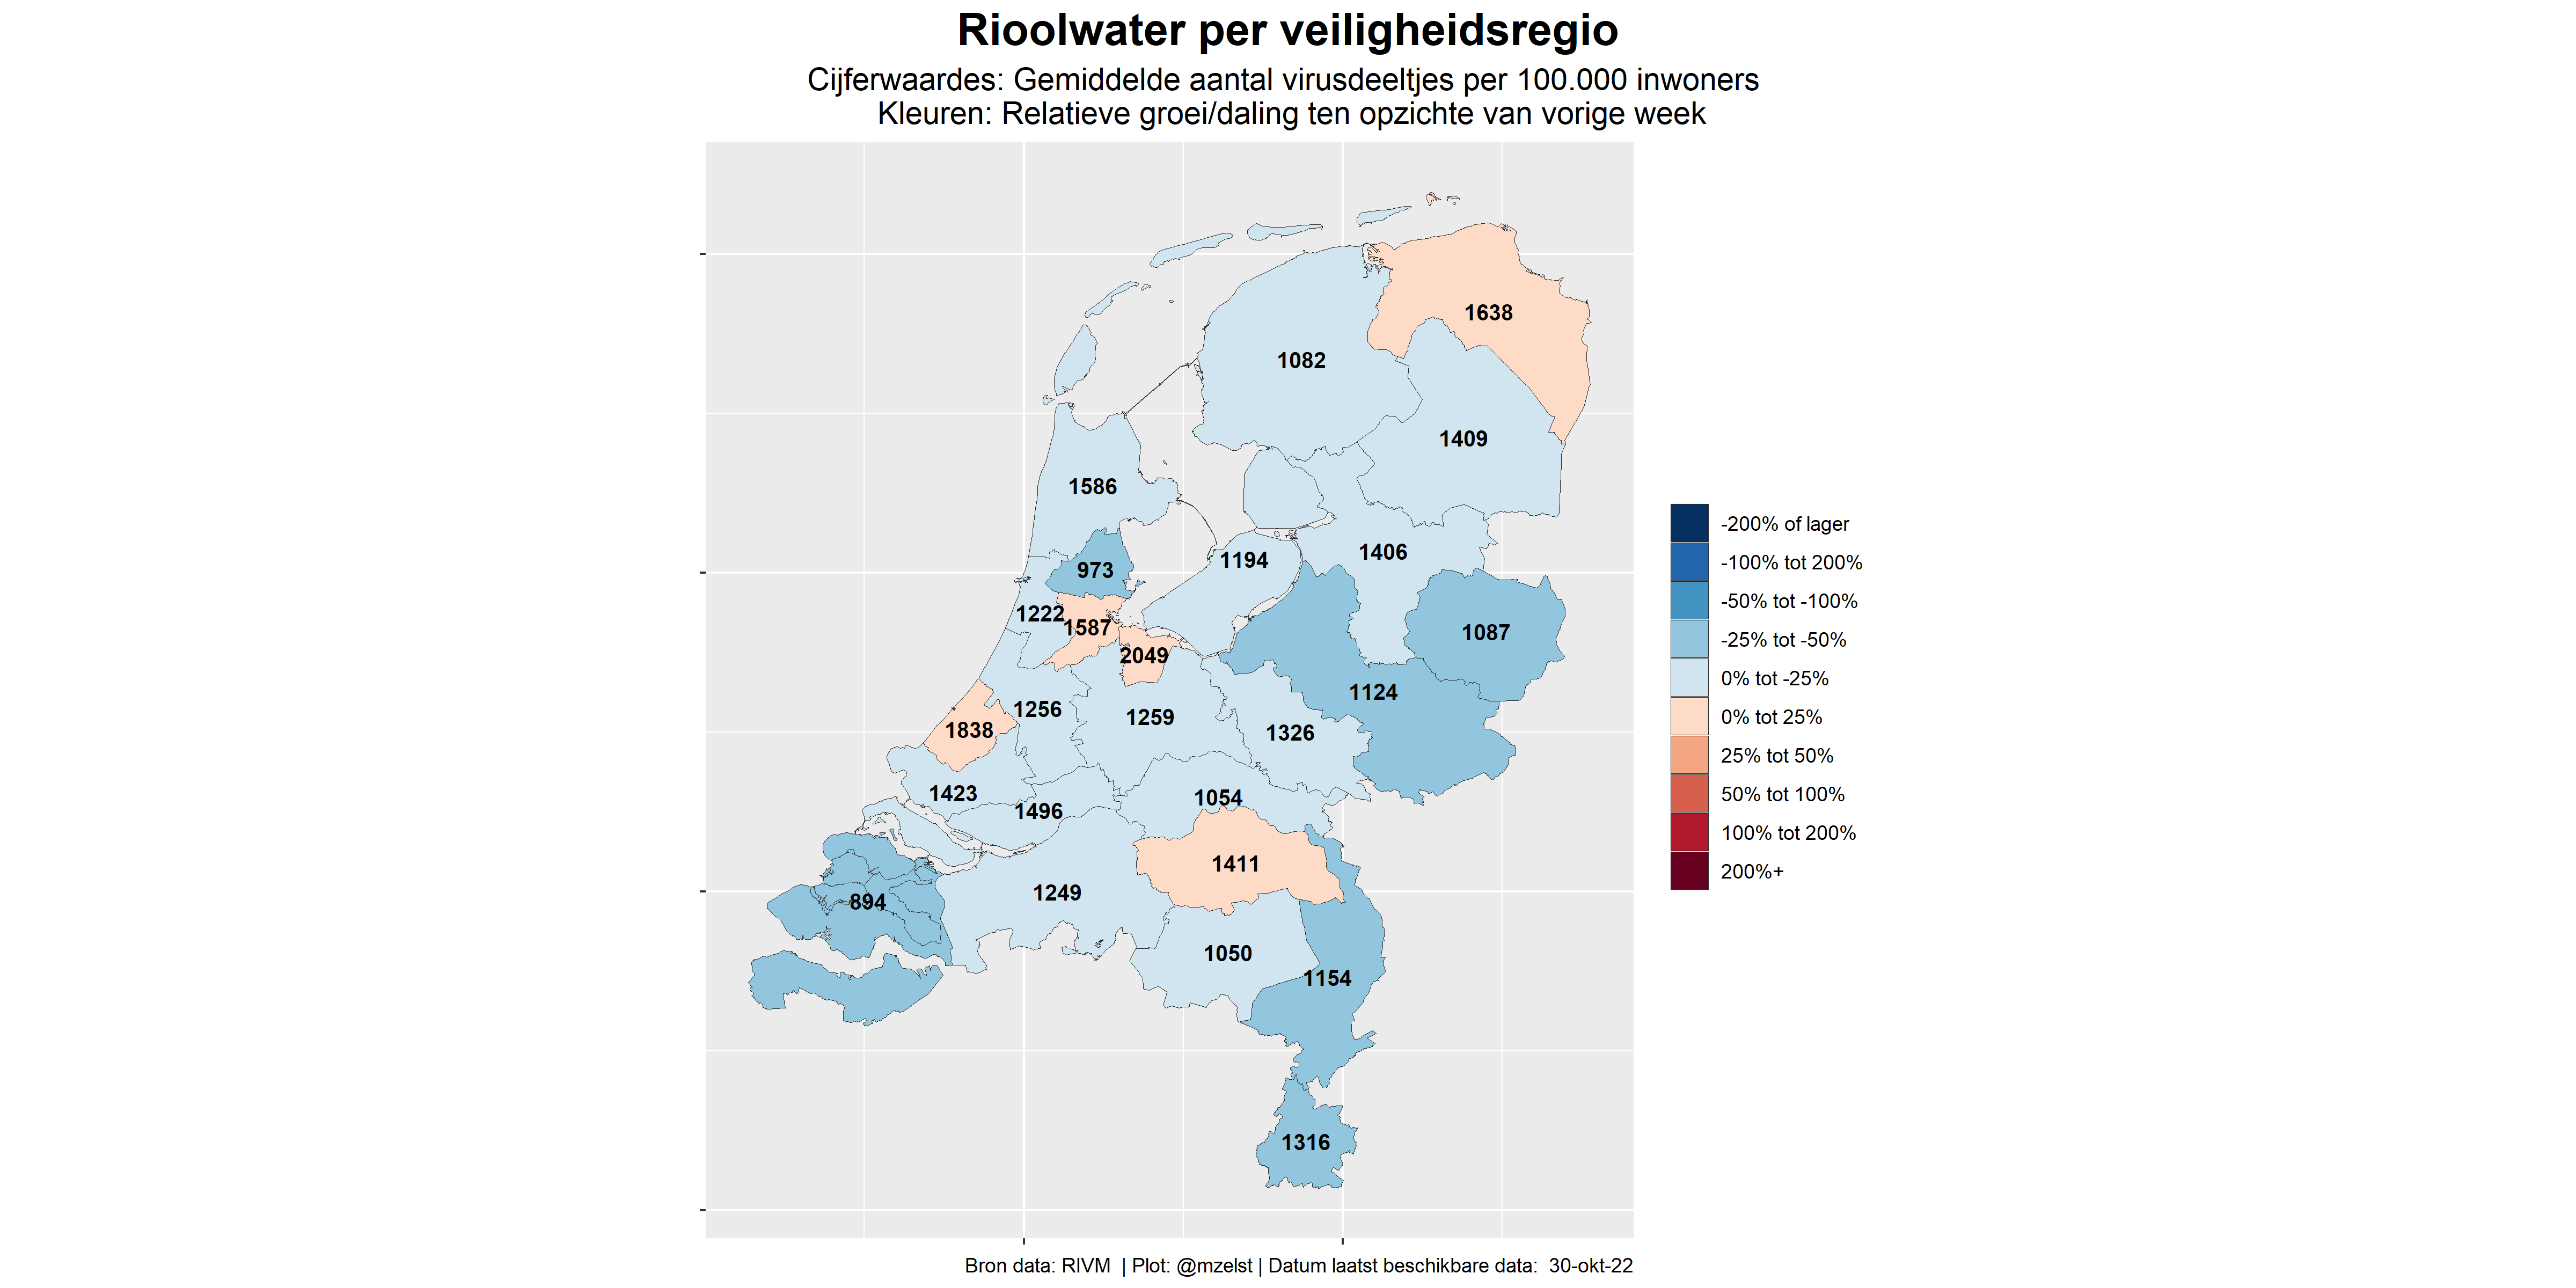 Rioolwater per veiligheidsregio
Cijferwaardes: Gemiddelde aantal virusdeeltjes per 100.000 inwoners
Kleuren: Relatieve groei/daling ten opzichte van vorige week
1638
1082
1409
1586
1406
1194
973
1222
1587
1087
2049
1124
1256
1259
1838
1326
1423
1054
1496
1411
1249
894
1050
1154
1316
-200% of lager
-100% tot 200%
-50% tot -100%
-25% tot -50%
0% tot -25%
0% tot 25%
25% tot 50%
50% tot 100%
100% tot 200%
200%+
Bron data: RIVM | Plot: @mzelst | Datum laatst beschikbare data: 30-okt-22